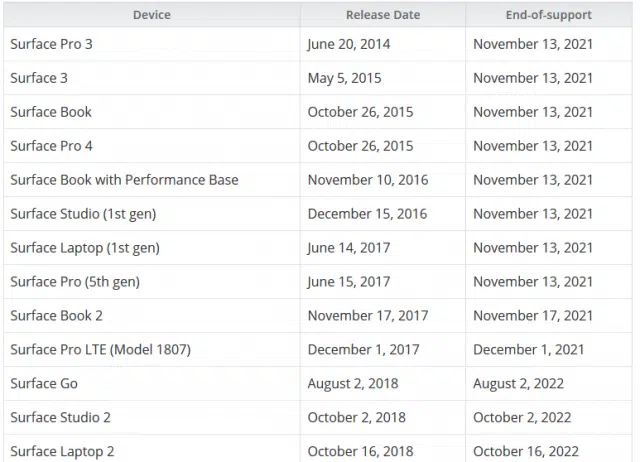 Device Release Date End-of-support
Surface Pro 3 June 20, 2014 November 13, 2021
Surface 3 May 5, 2015 November 13, 2021
Surface Book October 26, 2015 November 13, 2021
Surface Pro 4 October 26, 2015 November 13, 2021
Surface Book with Performance Base November 10, 2016 November 13, 2021
Surface Studio (1st gen) December 15, 2016 November 13, 2021
Surface Laptop (1st gen) June 14, 2017 November 13, 2021
Surface Pro (5th gen) June 15, 2017 November 13, 2021
Surface Book 2 November 17, 2017 November 17, 2021
Surface Pro LTE (Model 1807) December 1, 2017 December 1, 2021
Surface Go August 2, 2018 August 2, 2022
Surface Studio 2 October 2, 2018 October 2, 2022
Surface Laptop 2 October 16, 2018 October 16, 2022